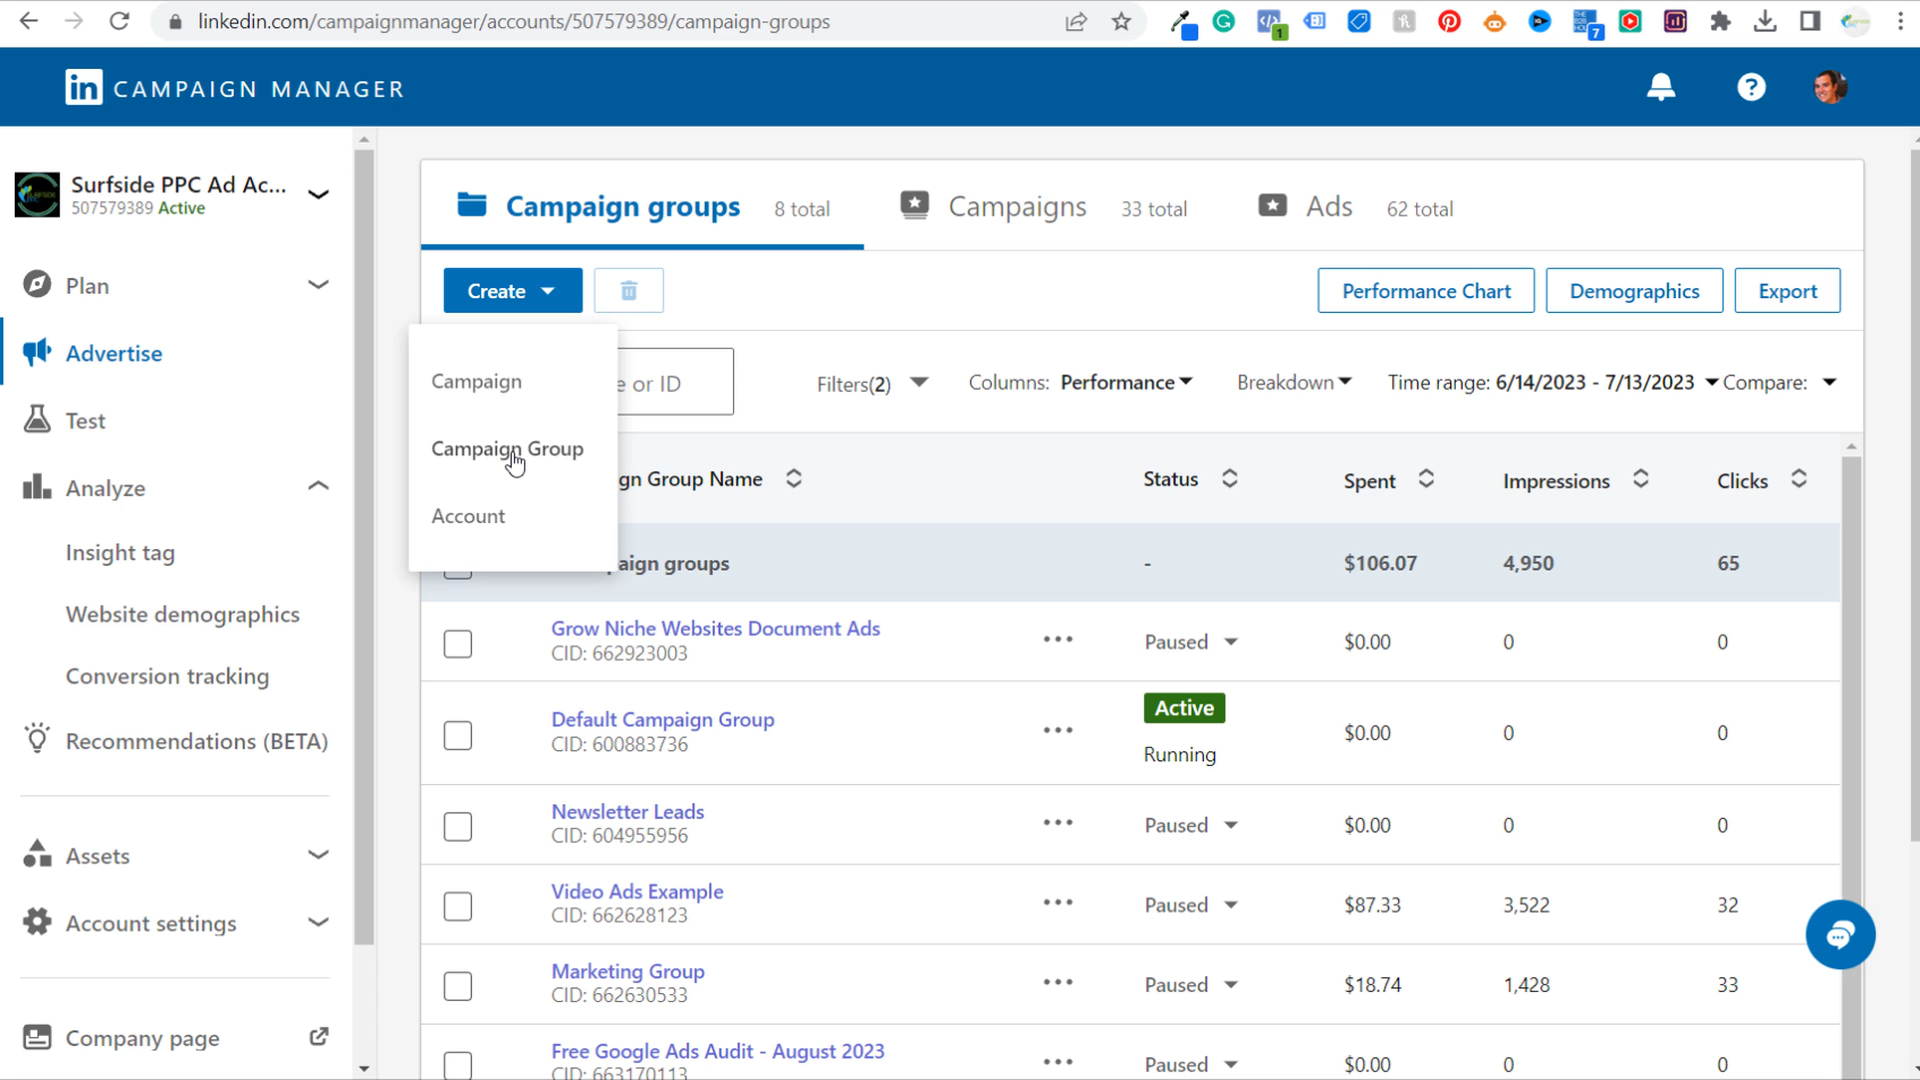 linkedin.com/campaignmanager/accounts/507579389/campaign-groups
1
7
in CAMPAIGN MANAGER
?
Surfside PPC Ad Ac...
507579389 Active
Plan
Advertise
Test
Analyze
Insight tag
Website demographics
Conversion tracking
Recommendations (BETA)
Assets
Account settings
Company page
Campaign groups 8 total
Campaigns 33 total
Ads 62 total
Create
Performance Chart
Demographics
Export
Campaign
Campaign Group
Account
e or ID
Filters(2)
Columns: Performance
Breakdown
Time range: 6/14/2023 - 7/13/2023
Compare:
gn Group Name Status Spent Impressions Clicks
aign groups - $106.07 4,950 65
Grow Niche Websites Document Ads
CID: 662923003
Paused $0.00 0 0
Default Campaign Group
CID: 600883736
Active
Running
$0.00 0 0
Newsletter Leads
CID: 604955956
Paused $0.00 0 0
Video Ads Example
CID: 662628123
Paused $87.33 3,522 32
Marketing Group
CID: 662630533
Paused $18.74 1,428 33
Free Google Ads Audit - August 2023
CID: 663170113
Paused $0.00 0 0